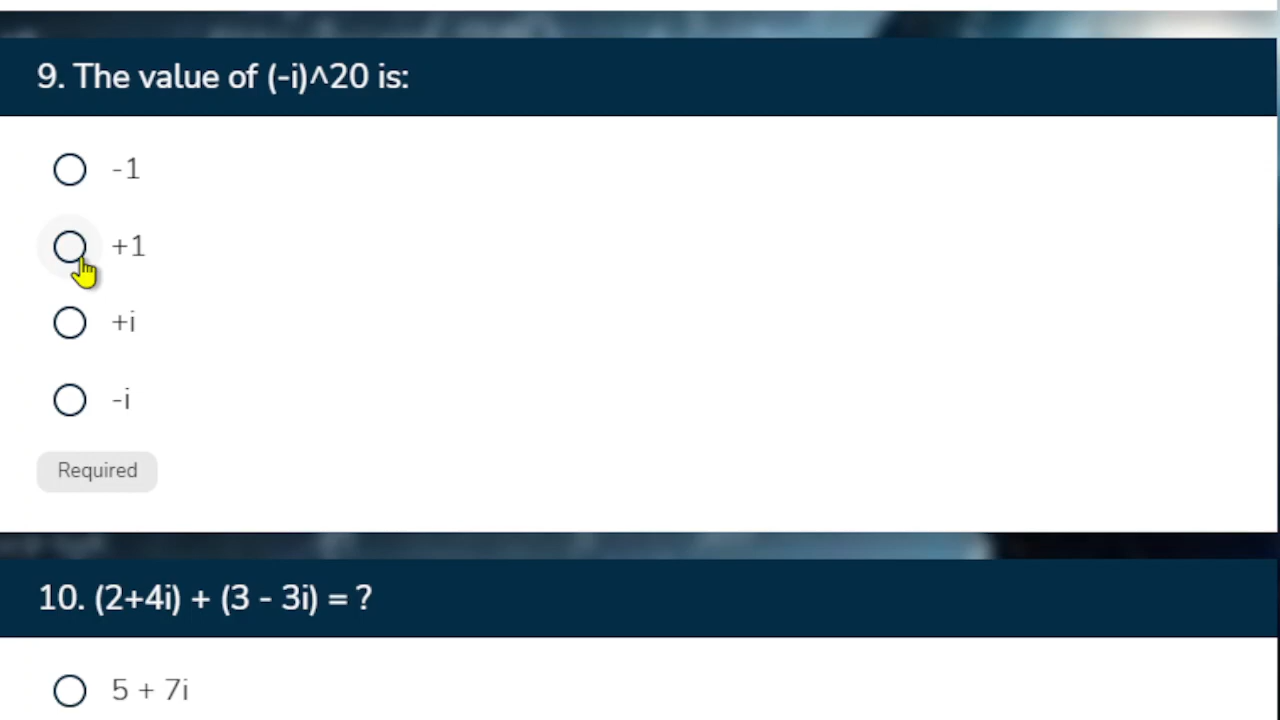 9. The value of (-i)^20 is:
-1
+1
+i
-i
Required
10. (2+4i) + (3 - 3i) = ?
5 + 7i